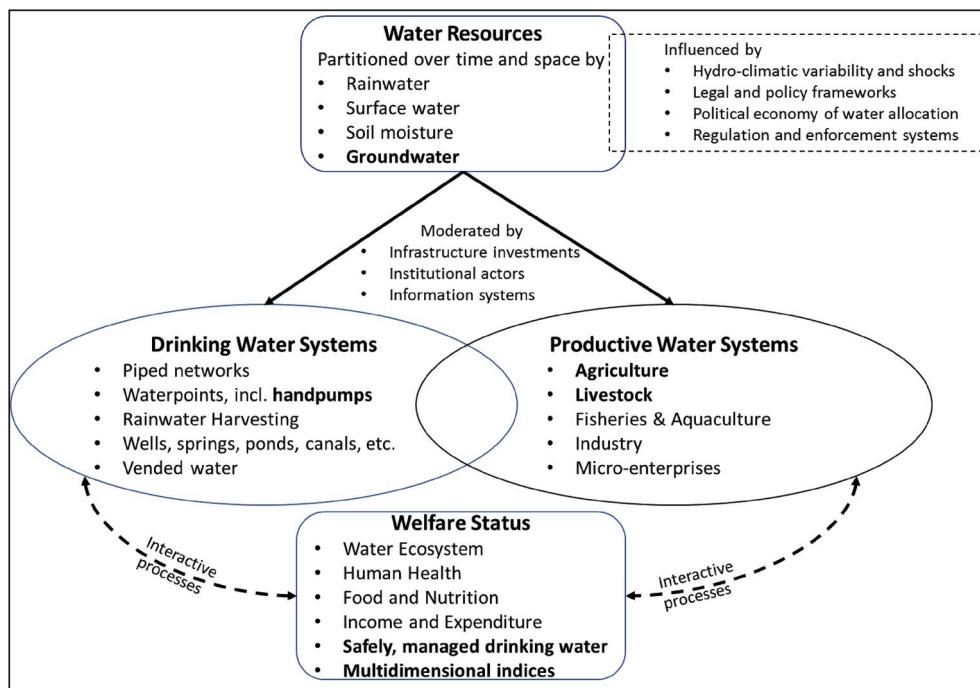 Water Resources
Partitioned over time and space by
• Rainwater
• Surface water
• Soil moisture
• Groundwater
Influenced by
• Hydro-climatic variability and shocks
• Legal and policy frameworks
• Political economy of water allocation
• Regulation and enforcement systems
Moderated by
• Infrastructure investments
• Institutional actors
• Information systems
Drinking Water Systems
• Piped networks
• Waterpoints, incl. handpumps
• Rainwater Harvesting
• Wells, springs, ponds, canals, etc.
• Vended water
Productive Water Systems
• Agriculture
• Livestock
• Fisheries & Aquaculture
• Industry
• Micro-enterprises
Interactive
processes
Welfare Status
• Water Ecosystem
• Human Health
• Food and Nutrition
• Income and Expenditure
• Safely, managed drinking water
• Multidimensional indices
Interactive
processes